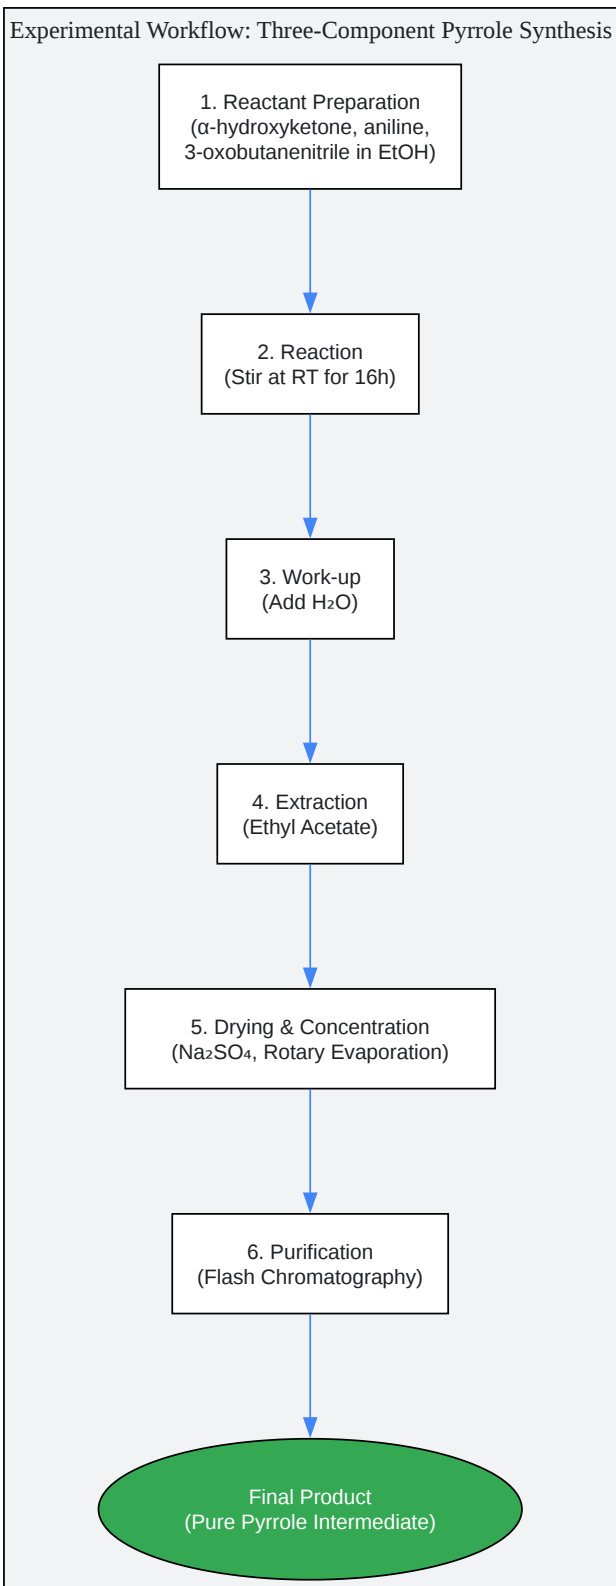 Experimental Workflow: Three-Component Pyrrole Synthesis
1. Reactant Preparation
(α-hydroxyketone, aniline,
3-oxobutanenitrile in EtOH)
2. Reaction
(Stir at RT for 16h)
3. Work-up
(Add H₂O)
4. Extraction
(Ethyl Acetate)
5. Drying & Concentration
(Na₂SO₄, Rotary Evaporation)
6. Purification
(Flash Chromatography)
Final Product
(Pure Pyrrole Intermediate)